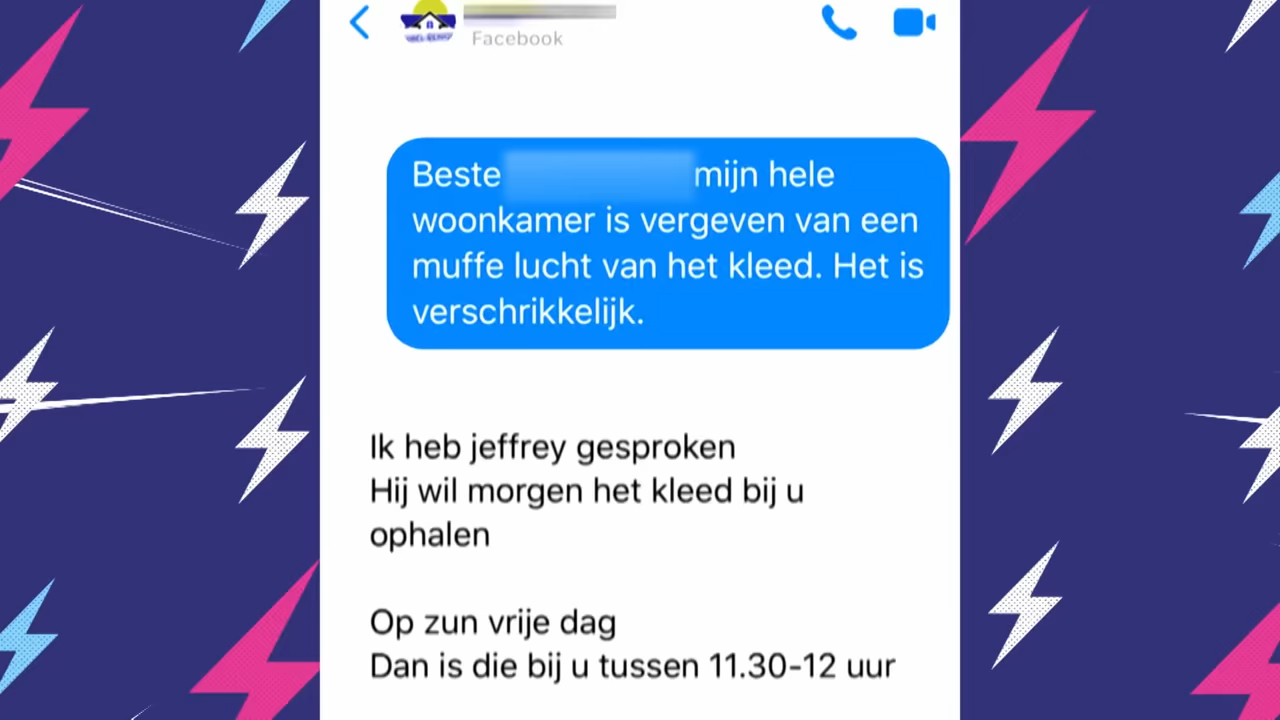 Facebook
Beste mijn hele
woonkamer is vergeven van een
muffe lucht van het kleed. Het is
verschrikkelijk.
Ik heb jeffrey gesproken
Hij wil morgen het kleed bij u
ophalen
Op zun vrije dag
Dan is die bij u tussen 11.30-12 uur